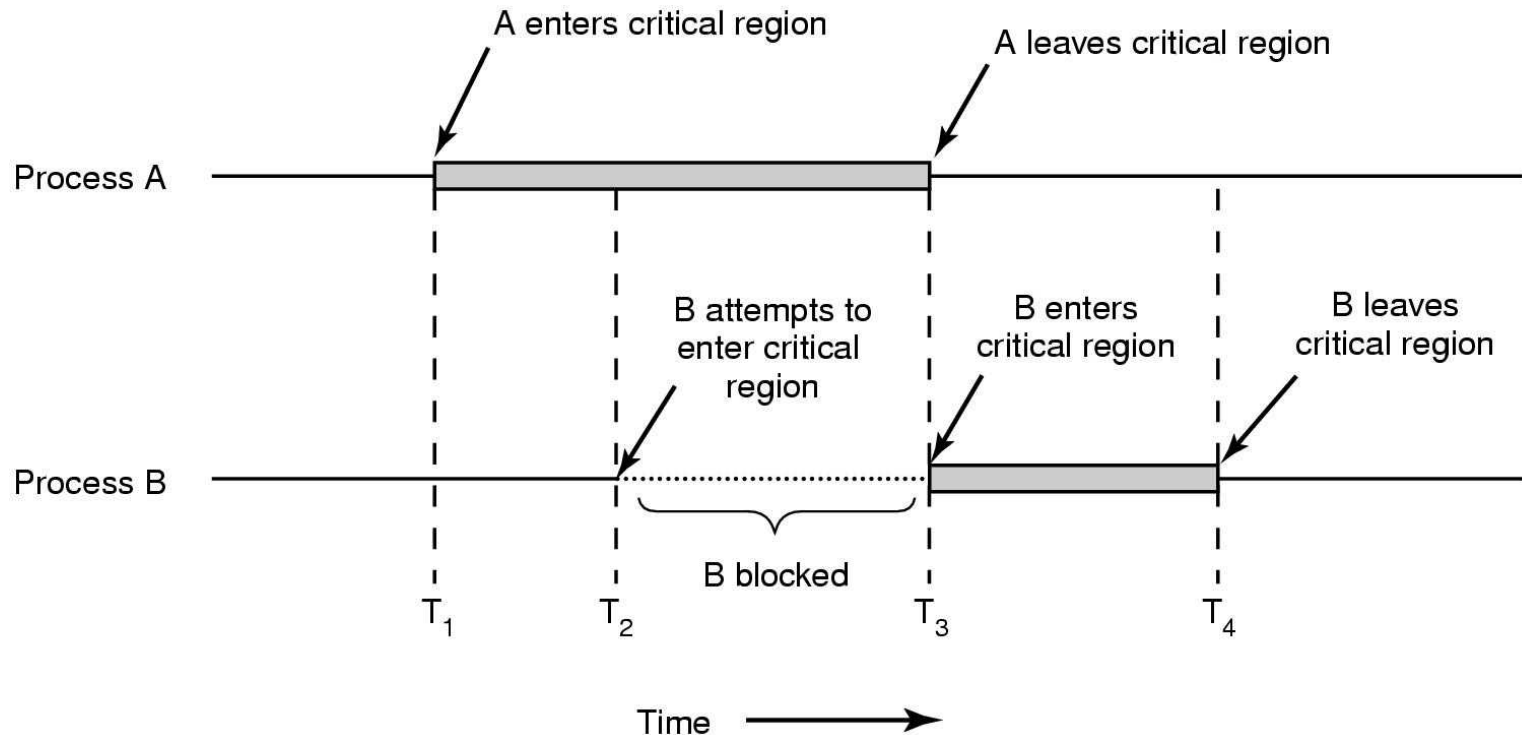 A enters critical region
A leaves critical region
Process A
B attempts to
enter critical
region
B enters
critical region
B leaves
critical region
Process B
B blocked
T1
T2
T3
T4
Time